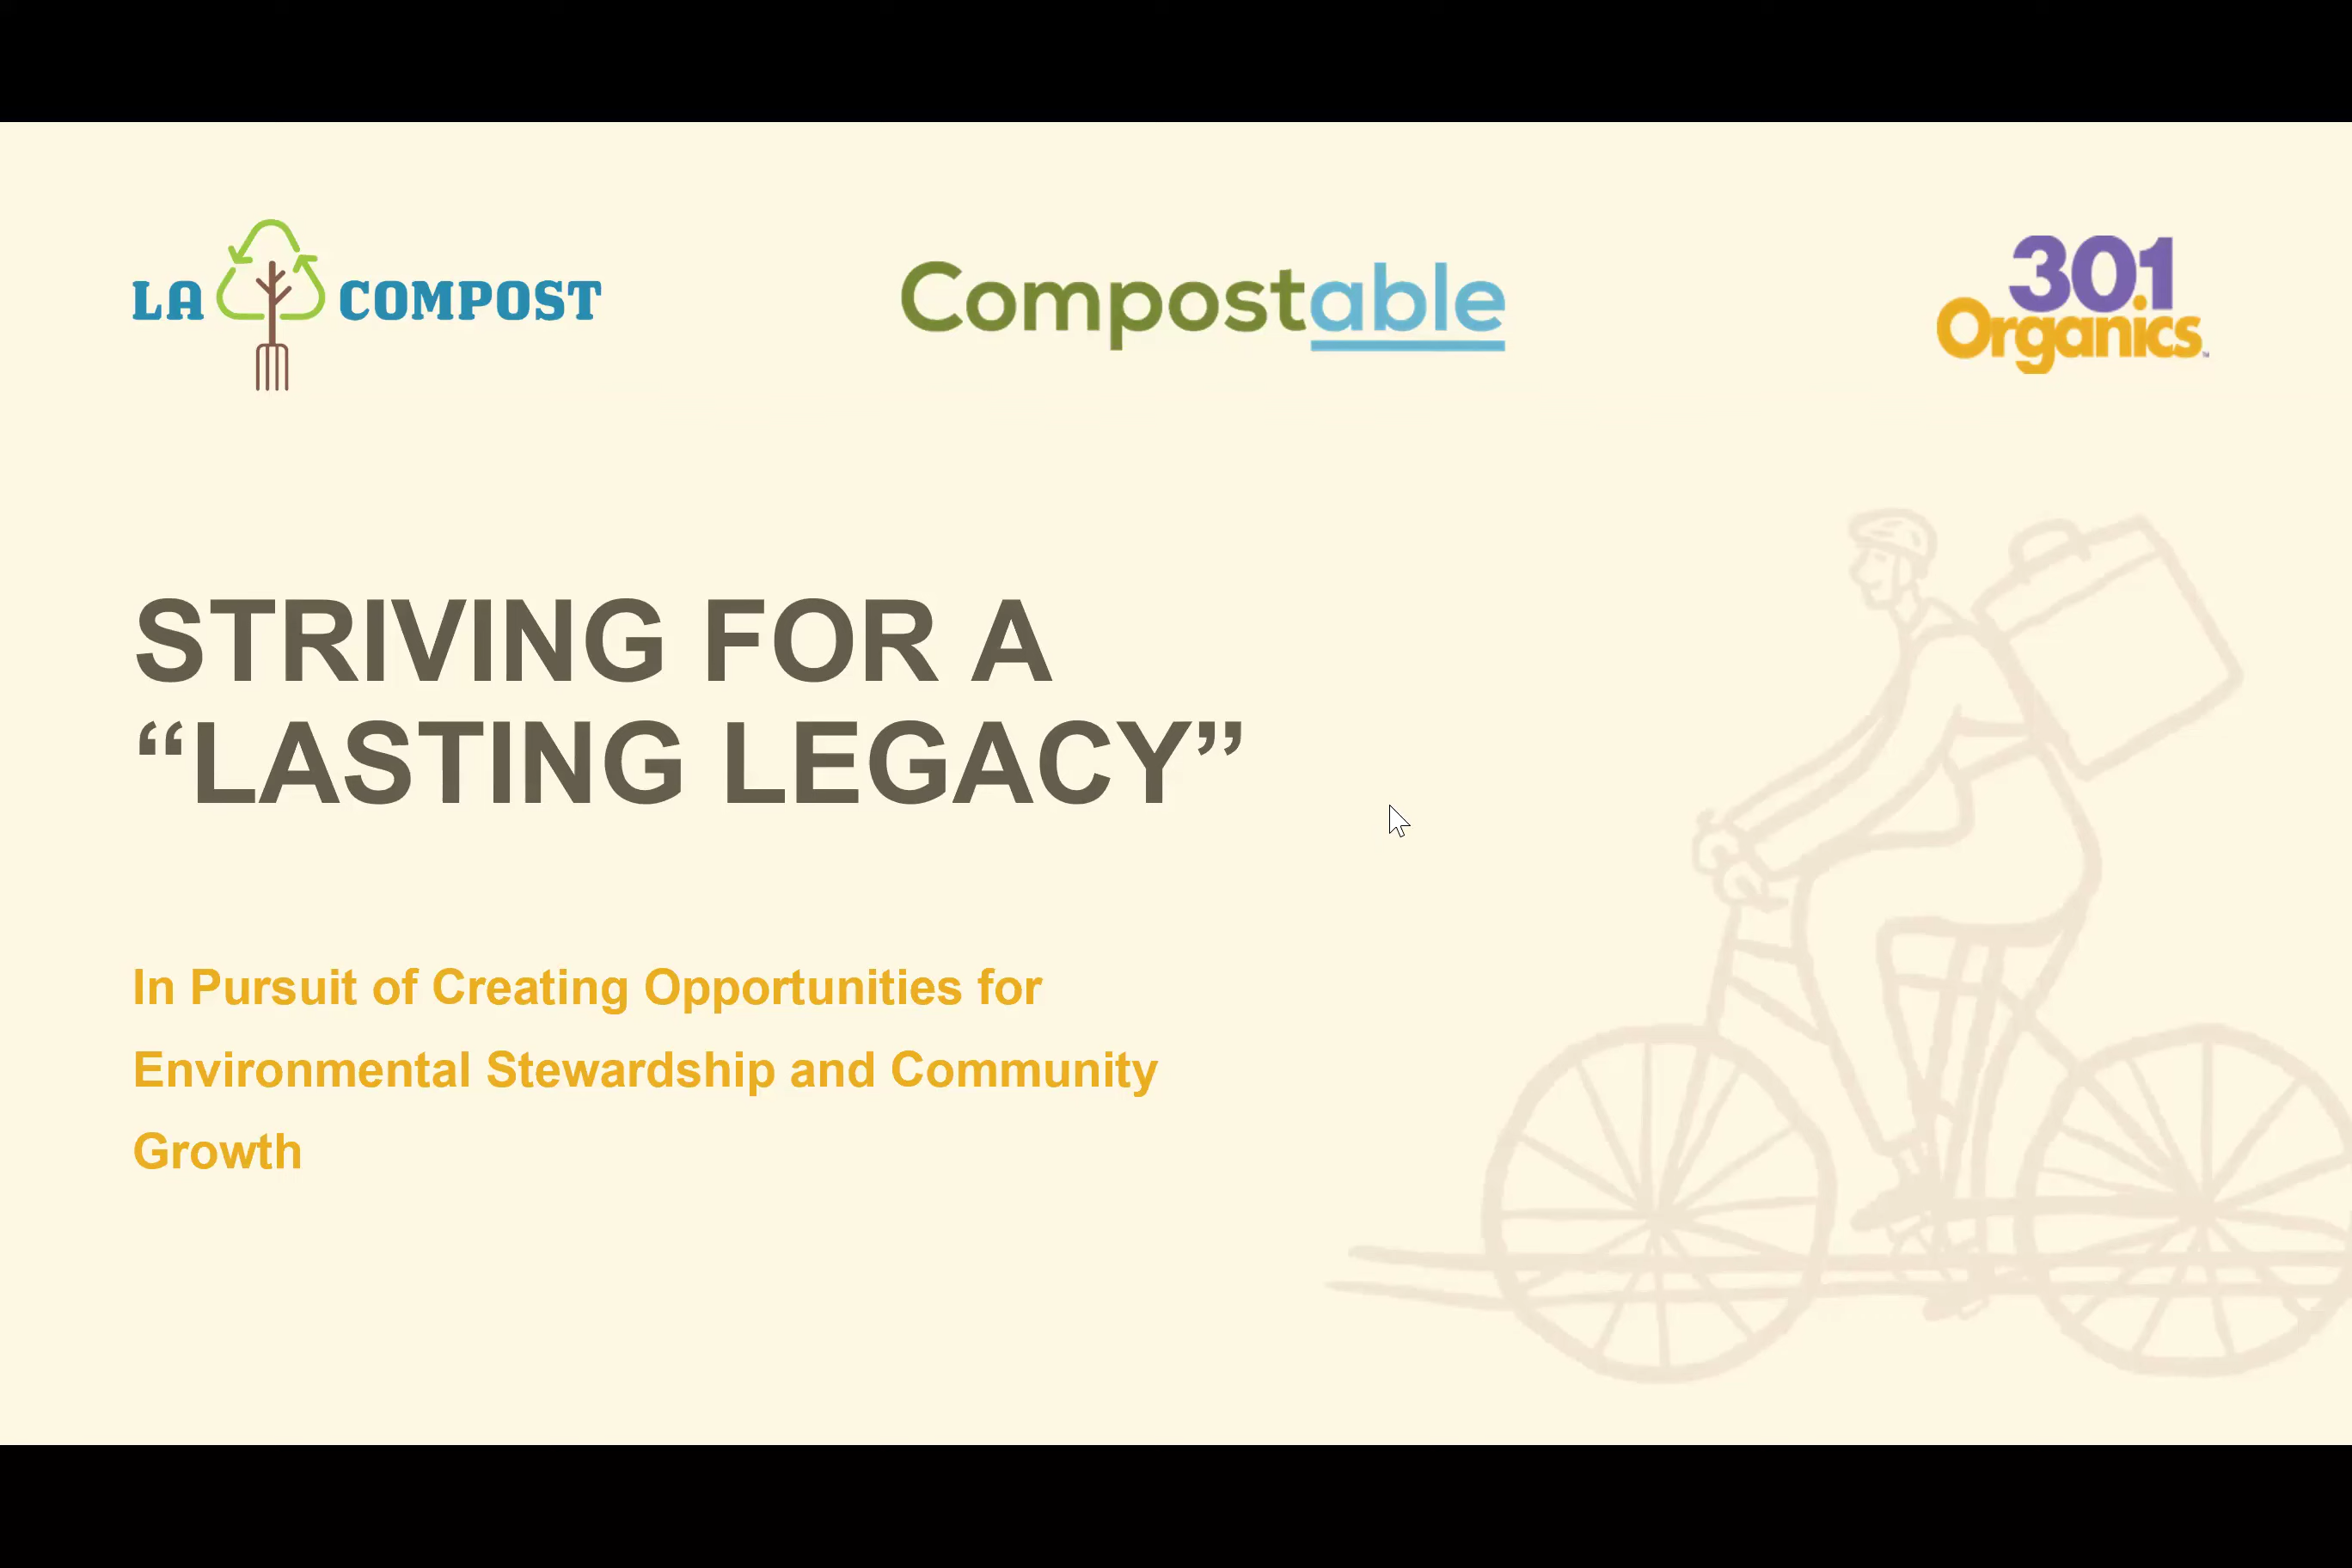 LA COMPOST
Compostable
301
Organics
STRIVING FOR A
“LASTING LEGACY”
In Pursuit of Creating Opportunities for
Environmental Stewardship and Community
Growth